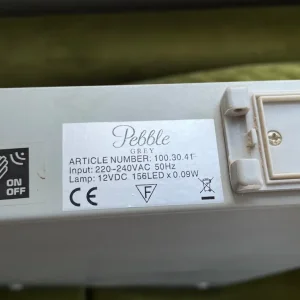 Pebble
GREY
ARTICLE NUMBER: 100.30.41
Input: 220-240VAC 50Hz
Lamp: 12VDC 156LED x 0.09W
CE F
ON
OFF